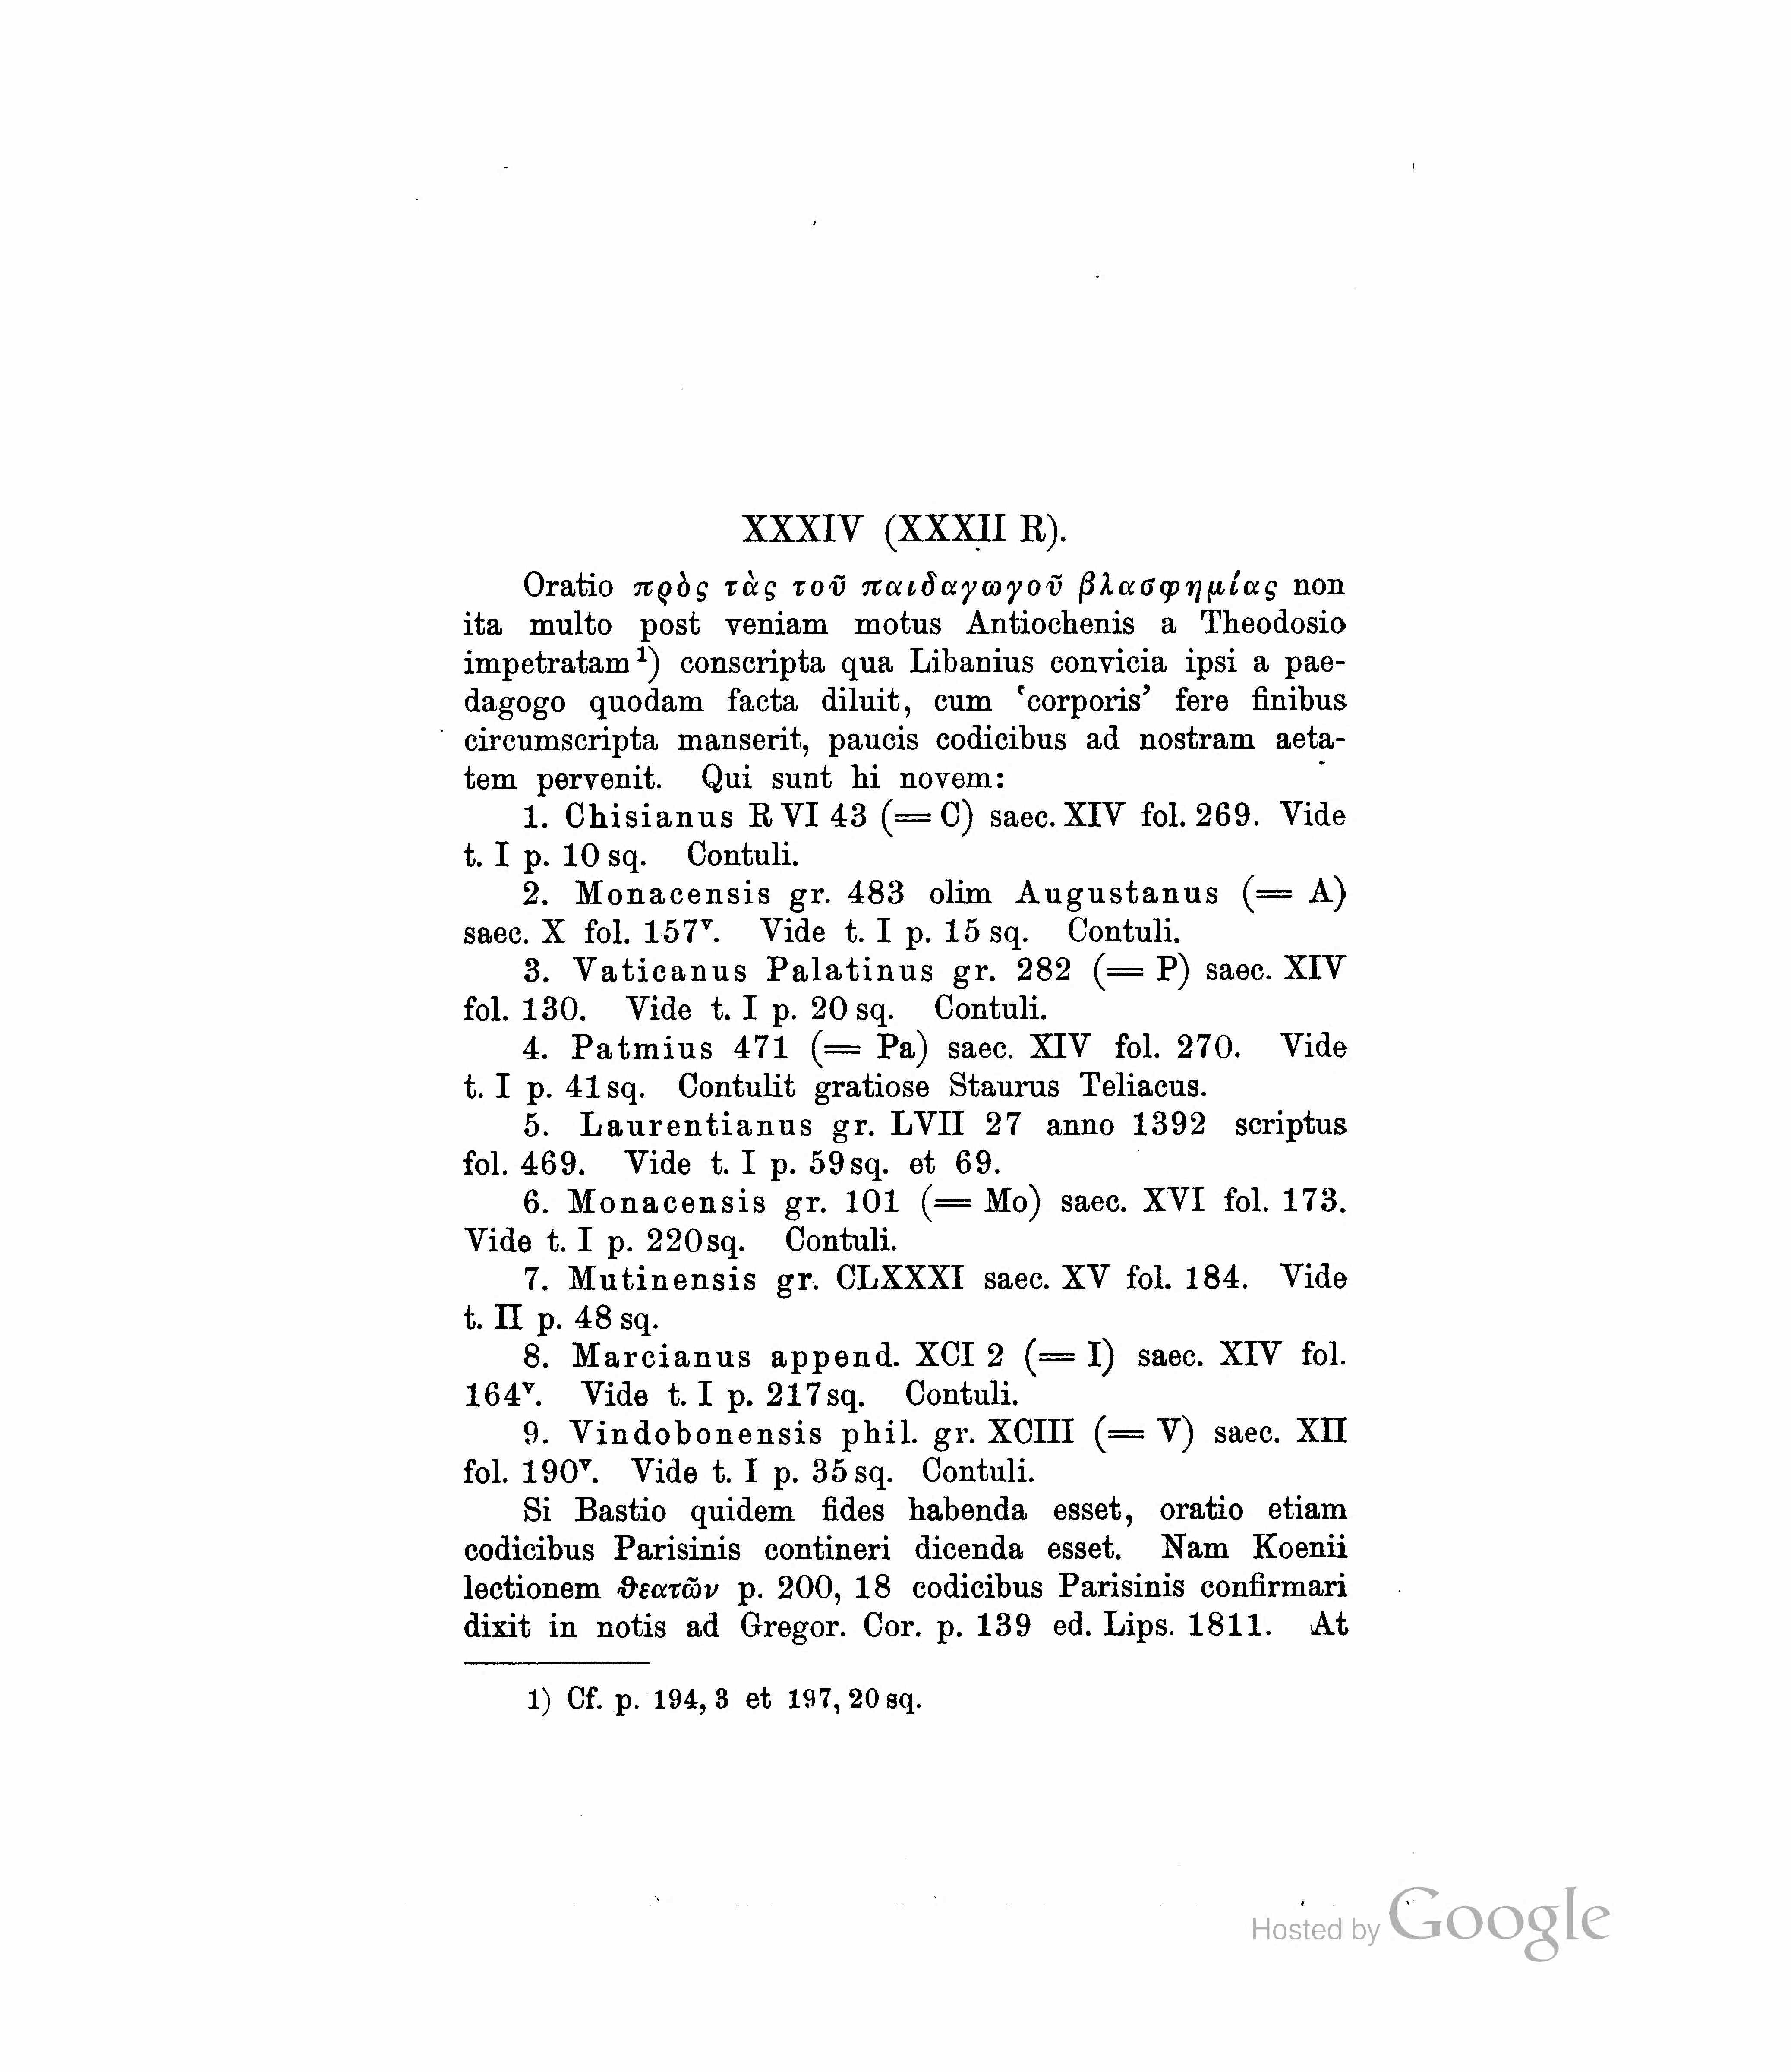 XXXIV (XXXII R).
Oratio πρὸς τὰς τοῦ παιδαγωγοῦ βλασφημίας non
ita multo post veniam motus Antiochenis a Theodosio
impetratam¹) conscripta qua Libanius convicia ipsi a pae-
dagogo quodam facta diluit, cum ‛corporis’ fere finibus
circumscripta manserit, paucis codicibus ad nostram aeta-
tem pervenit. Qui sunt hi novem:
1. Chisianus R VI 43 (= C) saec. XIV fol. 269. Vide
t. I p. 10 sq. Contuli.
2. Monacensis gr. 483 olim Augustanus (= A)
saec. X fol. 157ᵛ. Vide t. I p. 15 sq. Contuli.
3. Vaticanus Palatinus gr. 282 (= P) saec. XIV
fol. 130. Vide t. I p. 20 sq. Contuli.
4. Patmius 471 (= Pa) saec. XIV fol. 270. Vide
t. I p. 41 sq. Contulit gratiose Staurus Teliacus.
5. Laurentianus gr. LVII 27 anno 1392 scriptus
fol. 469. Vide t. I p. 59 sq. et 69.
6. Monacensis gr. 101 (= Mo) saec. XVI fol. 173.
Vide t. I p. 220 sq. Contuli.
7. Mutinensis gr. CLXXXI saec. XV fol. 184. Vide
t. II p. 48 sq.
8. Marcianus append. XCI 2 (= I) saec. XIV fol.
164ᵛ. Vide t. I p. 217 sq. Contuli.
9. Vindobonensis phil. gr. XCIII (= V) saec. XII
fol. 190ᵛ. Vide t. I p. 35 sq. Contuli.
Si Bastio quidem fides habenda esset, oratio etiam
codicibus Parisinis contineri dicenda esset. Nam Koenii
lectionem ϑεατῶν p. 200, 18 codicibus Parisinis confirmari
dixit in notis ad Gregor. Cor. p. 139 ed. Lips. 1811. At
1) Cf. p. 194, 3 et 197, 20 sq.
Hosted by Google